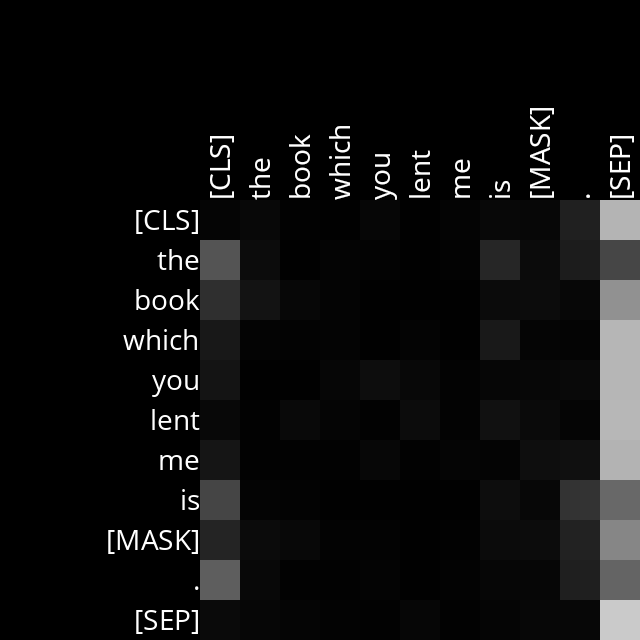 [CLS] the book which you lent me is [MASK] . [SEP]
[CLS]
the
book
which
you
lent
me
is
[MASK]
.
[SEP]